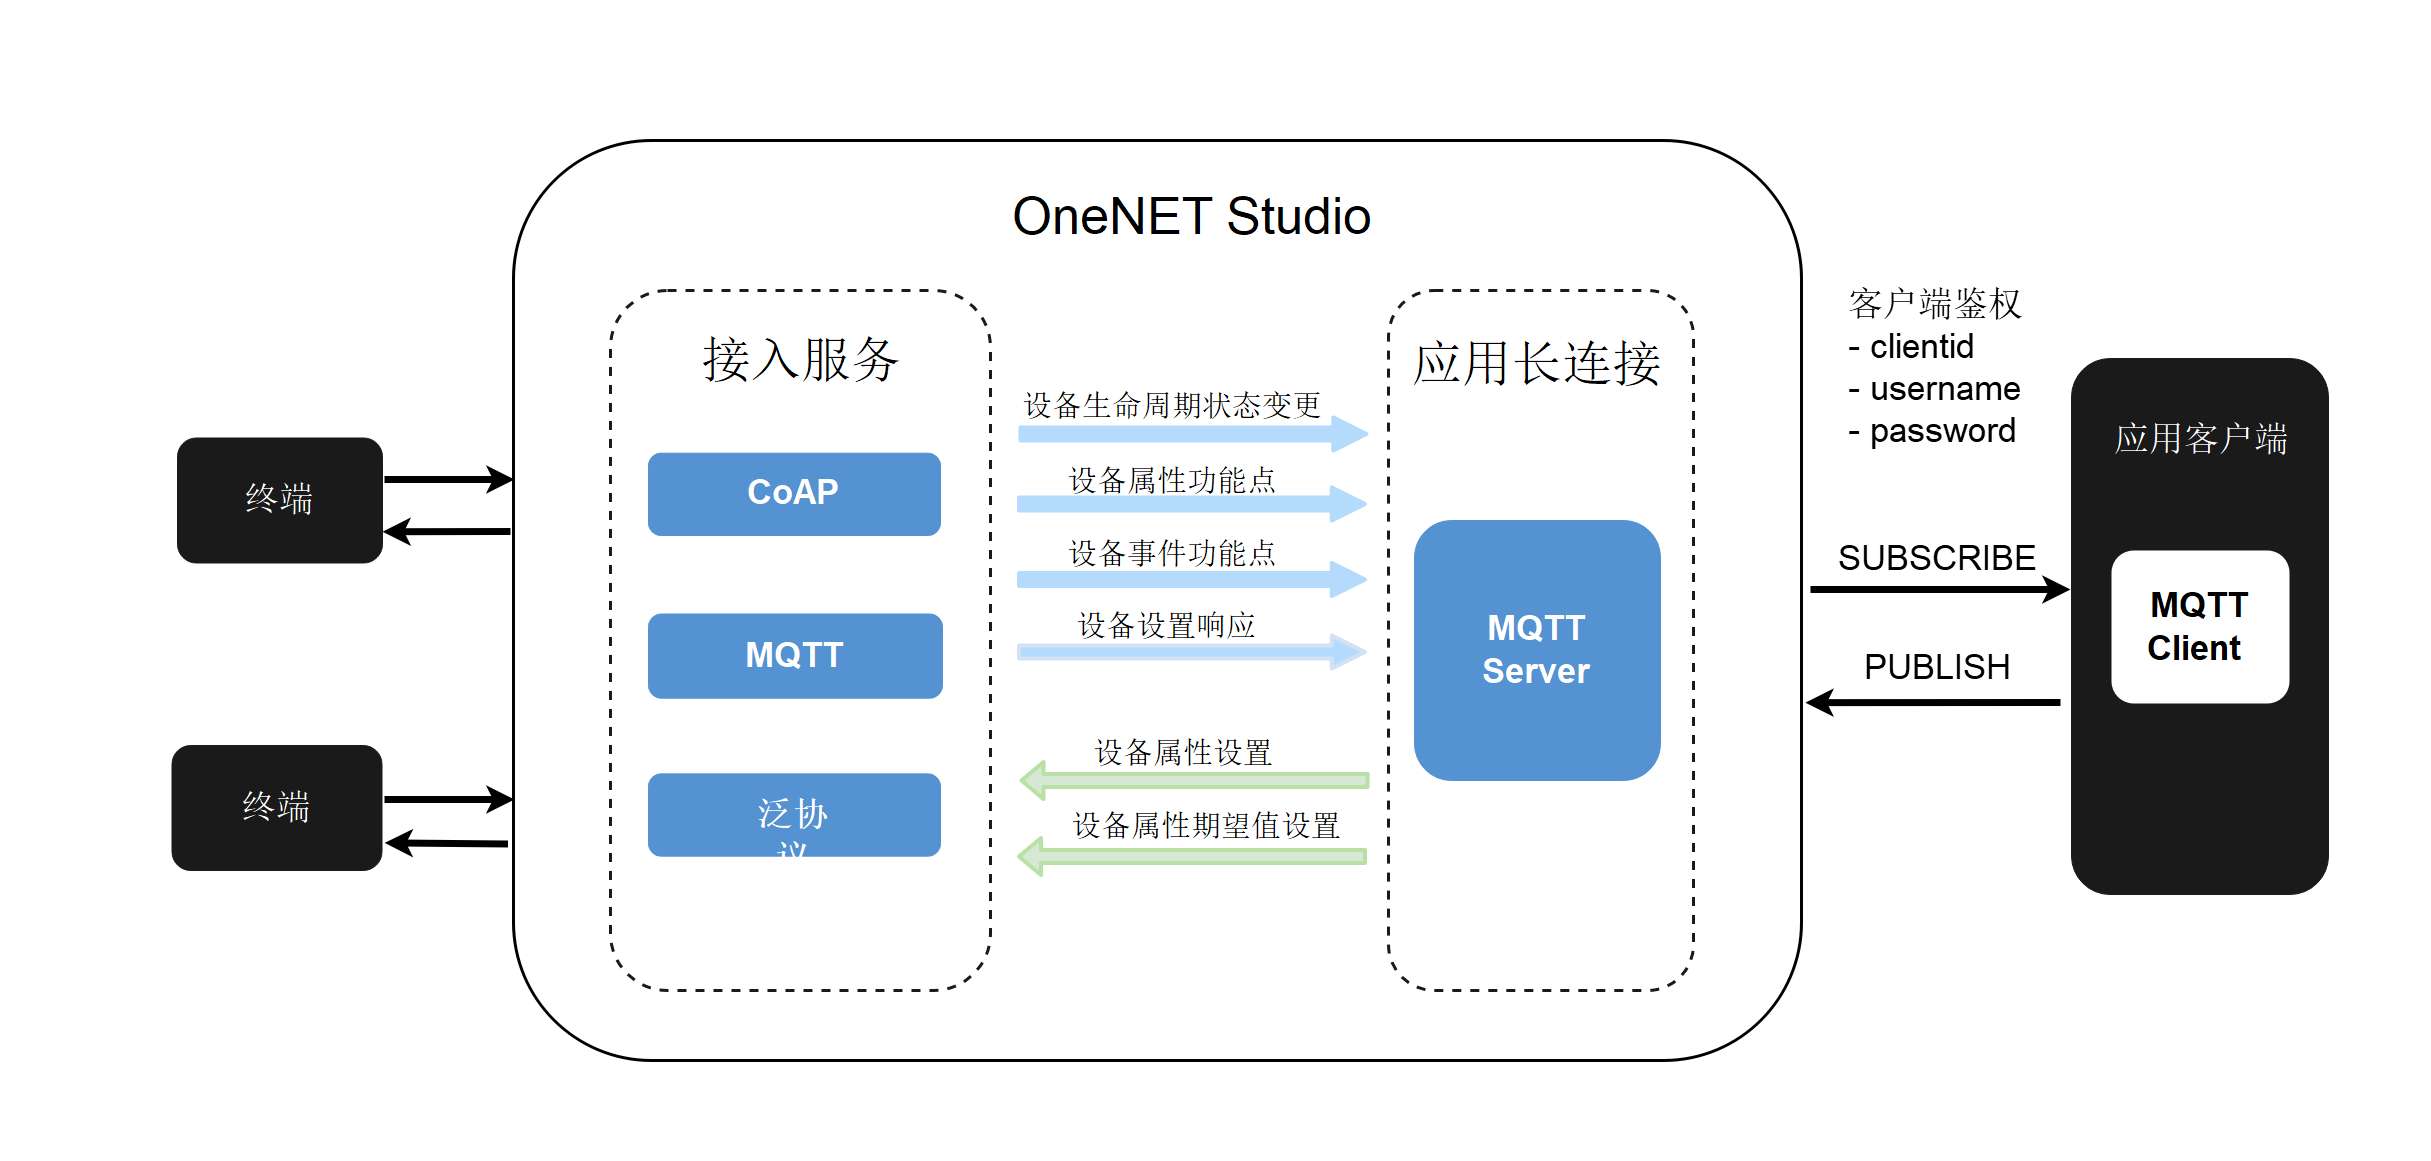 OneNET Studio
终端
终端
接入服务
CoAP
MQTT
泛协
议
设备生命周期状态变更
设备属性功能点
设备事件功能点
设备设置响应
设备属性设置
设备属性期望值设置
应用长连接
MQTT
Server
客户端鉴权
- clientid
- username
- password
SUBSCRIBE
PUBLISH
应用客户端
MQTT
Client